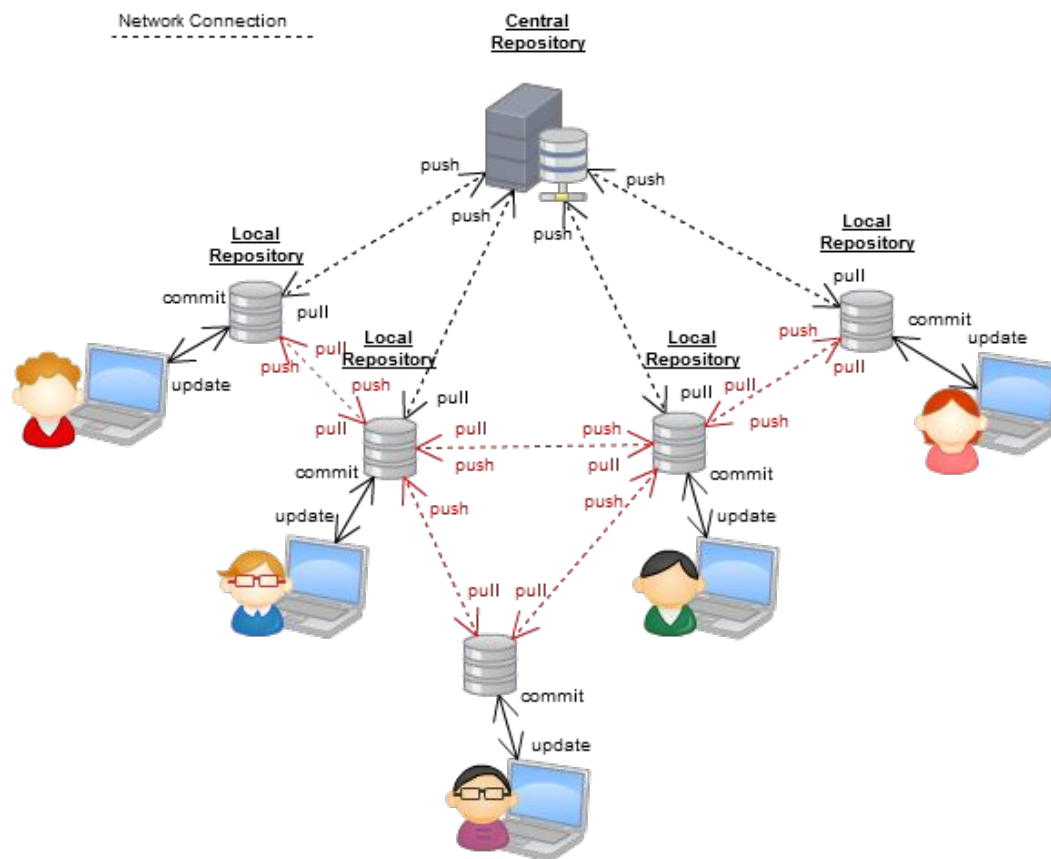 Network Connection
Central
Repository
push
push
push
push
Local
Repository
Local
Repository
commit
pull
pull
commit
update
push
pull
Local
Repository
Local
Repository
push
pull
update
push
pull
pull
pull
pull
push
pull
push
push
pull
commit
push
commit
update
push
update
pull
pull
commit
update